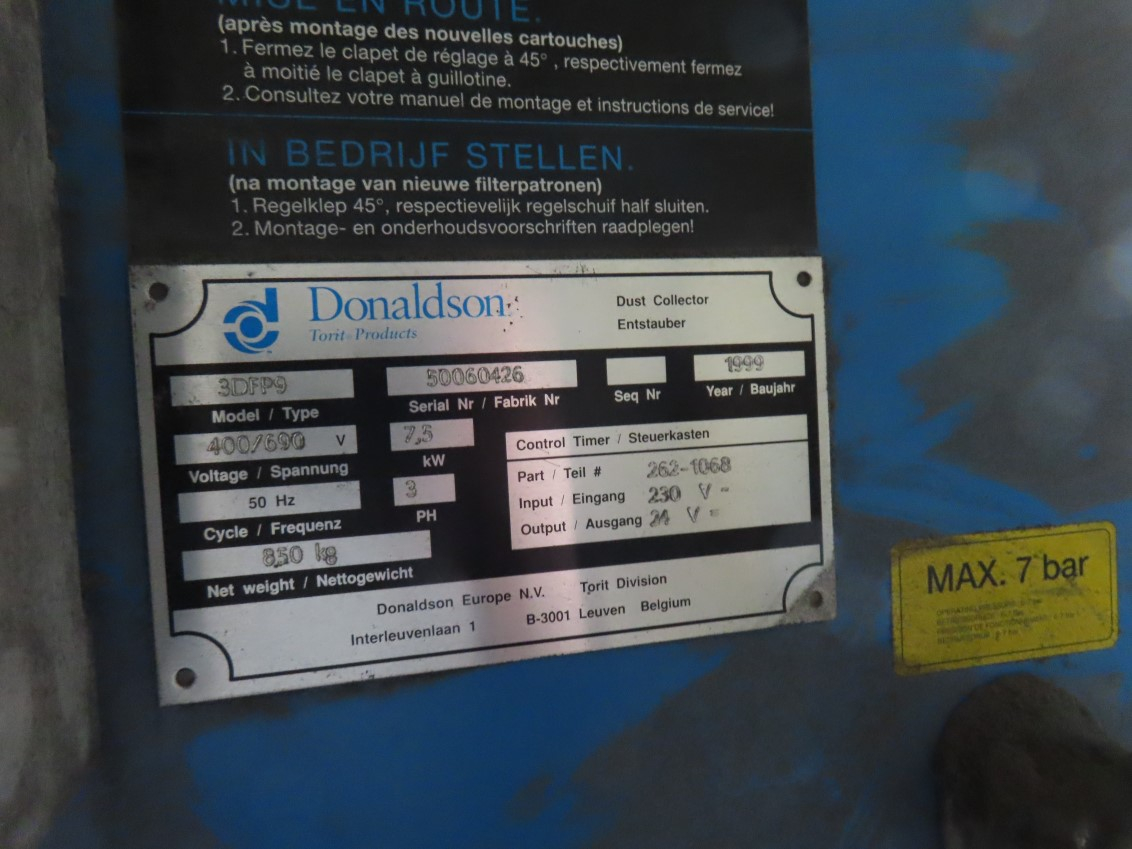 MISE EN ROUTE.
(après montage des nouvelles cartouches)
1. Fermez le clapet de réglage à 45° , respectivement fermez
à moitié le clapet à guillotine.
2. Consultez votre manuel de montage et instructions de service!
IN BEDRIJF STELLEN.
(na montage van nieuwe filterpatronen)
1. Regelklep 45°, respectievelijk regelschuif half sluiten.
2. Montage- en onderhoudsvoorschriften raadplegen!
Donaldson
Torit Products
Dust Collector
Entstauber
3DFP9
Model / Type
50060426
Serial Nr / Fabrik Nr
Seq Nr
1999
Year / Baujahr
400/690 V
Voltage / Spannung
7,5
kW
50 Hz
Cycle / Frequenz
3
PH
850 kg
Net weight / Nettogewicht
Control Timer / Steuerkasten
Part / Teil # 262-1068
Input / Eingang 230 V
Output / Ausgang 24 V =
Donaldson Europe N.V. Torit Division
Interleuvenlaan 1 B-3001 Leuven Belgium
MAX. 7 bar